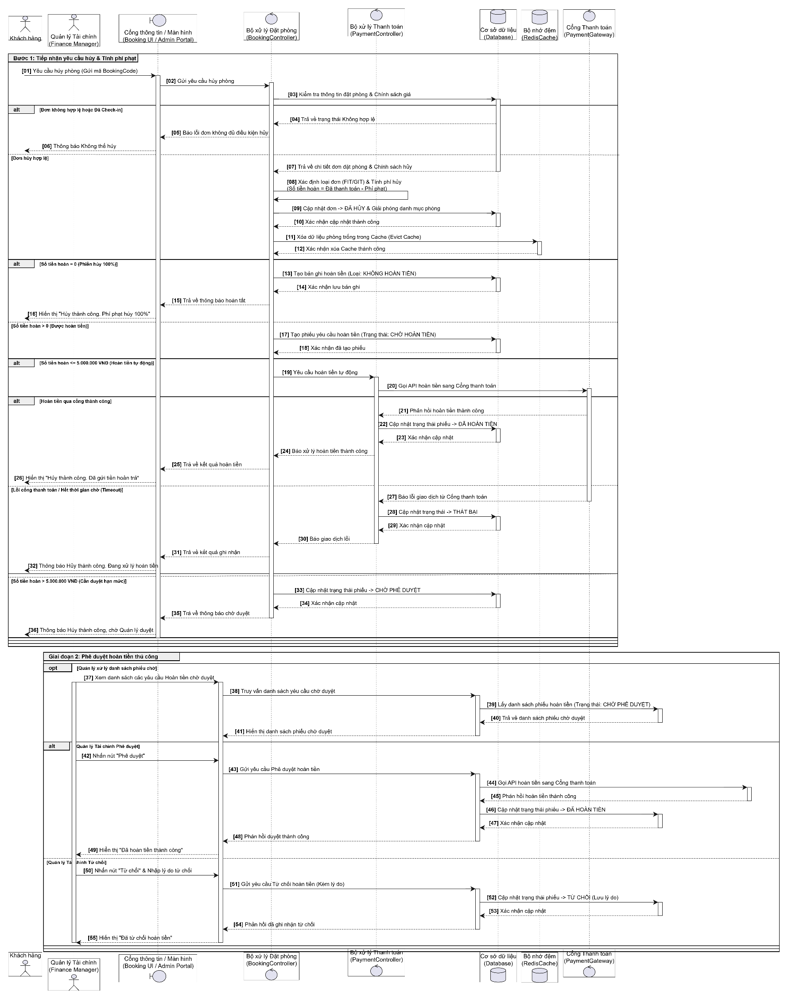 Khách hàng
Quản lý Tài chính
(Finance Manager)
Cổng thông tin / Màn hình
(Booking UI / Admin Portal)
Bộ xử lý Đặt phòng
(BookingController)
Bộ xử lý Thanh toán
(PaymentController)
Cơ sở dữ liệu
(Database)
Bộ nhớ đệm
(RedisCache)
Cổng Thanh toán
(PaymentGateway)
Bước 1: Tiếp nhận yêu cầu hủy & Tính phí phạt
[01] Yêu cầu hủy phòng (Gửi mã BookingCode)
[02] Gửi yêu cầu hủy phòng
[03] Kiểm tra thông tin đặt phòng & Chính sách giá
alt [Đơn không hợp lệ hoặc Đã Check-in]
[04] Trả về trạng thái Không hợp lệ
[05] Báo lỗi đơn không đủ điều kiện hủy
[06] Thông báo Không thể hủy
[Đơn hủy hợp lệ]
[07] Trả về chi tiết đơn đặt phòng & Chính sách hủy
[08] Xác định loại đơn (FIT/GIT) & Tính phí hủy
(Số tiền hoàn = Đã thanh toán - Phí phạt)
[09] Cập nhật đơn -> ĐÃ HỦY & Giải phóng danh mục phòng
[10] Xác nhận cập nhật thành công
[11] Xóa dữ liệu phòng trống trong Cache (Evict Cache)
[12] Xác nhận xóa Cache thành công
alt [Số tiền hoàn = 0 (Phiền hủy 100%)]
[13] Tạo bản ghi hoàn tiền (Loại: KHÔNG HOÀN TIỀN)
[14] Xác nhận lưu bản ghi
[15] Trả về thông báo hoàn tất
[16] Hiển thị "Hủy thành công. Phí phạt hủy 100%"
[Số tiền hoàn > 0 (Được hoàn tiền)]
[17] Tạo phiếu yêu cầu hoàn tiền (Trạng thái: CHỜ HOÀN TIỀN)
[18] Xác nhận đã tạo phiếu
alt [Số tiền hoàn <= 5.000.000 VNĐ (Hoàn tiền tự động)]
[19] Yêu cầu hoàn tiền tự động
[20] Gọi API hoàn tiền sang Cổng thanh toán
alt [Hoàn tiền qua cổng thành công]
[21] Phản hồi hoàn tiền thành công
[22] Cập nhật trạng thái phiếu -> ĐÃ HOÀN TIỀN
[23] Xác nhận cập nhật
[24] Báo xử lý hoàn tiền thành công
[25] Trả về kết quả hoàn tiền
[26] Hiển thị "Hủy thành công. Đã gửi tiền hoàn trả"
[Lỗi cổng thanh toán / Hết thời gian chờ (Timeout)]
[27] Báo lỗi giao dịch từ Cổng thanh toán
[28] Cập nhật trạng thái -> THẤT BẠI
[29] Xác nhận cập nhật
[30] Báo giao dịch lỗi
[31] Trả về kết quả ghi nhận
[32] Thông báo Hủy thành công. Đang xử lý hoàn tiền
[Số tiền hoàn > 5.000.000 VNĐ (Cần duyệt hạn mức)]
[33] Cập nhật trạng thái phiếu -> CHỜ PHÊ DUYỆT
[34] Xác nhận cập nhật
[35] Trả về thông báo chờ duyệt
[36] Thông báo Hủy thành công, chờ Quản lý duyệt
Giai đoạn 2: Phê duyệt hoàn tiền thủ công
opt [Quản lý xử lý danh sách phiếu chờ]
[37] Xem danh sách các yêu cầu Hoàn tiền chờ duyệt
[38] Truy vấn danh sách yêu cầu chờ duyệt
[39] Lấy danh sách phiếu hoàn tiền (Trạng thái: CHỜ PHÊ DUYỆT)
[40] Trả về danh sách phiếu chờ duyệt
[41] Hiển thị danh sách phiếu chờ duyệt
alt Quản lý Tài chính Phê duyệt]
[42] Nhấn nút "Phê duyệt"
[43] Gửi yêu cầu Phê duyệt hoàn tiền
[44] Gọi API hoàn tiền sang Cổng thanh toán
[45] Phản hồi hoàn tiền thành công
[46] Cập nhật trạng thái phiếu -> ĐÃ HOÀN TIỀN
[47] Xác nhận cập nhật
[48] Phản hồi duyệt thành công
[49] Hiển thị "Đã hoàn tiền thành công"
[Quản lý Tài chính Từ chối]
[50] Nhấn nút "Từ chối" & Nhập lý do từ chối
[51] Gửi yêu cầu Từ chối hoàn tiền (Kèm lý do)
[52] Cập nhật trạng thái phiếu -> TỪ CHỐI (Lưu lý do)
[53] Xác nhận cập nhật
[54] Phản hồi đã ghi nhận từ chối
[55] Hiển thị "Đã từ chối hoàn tiền"
Khách hàng
Quản lý Tài chính
(Finance Manager)
Cổng thông tin / Màn hình
(Booking UI / Admin Portal)
Bộ xử lý Đặt phòng
(BookingController)
Bộ xử lý Thanh toán
(PaymentController)
Cơ sở dữ liệu
(Database)
Bộ nhớ đệm
(RedisCache)
Cổng Thanh toán
(PaymentGateway)